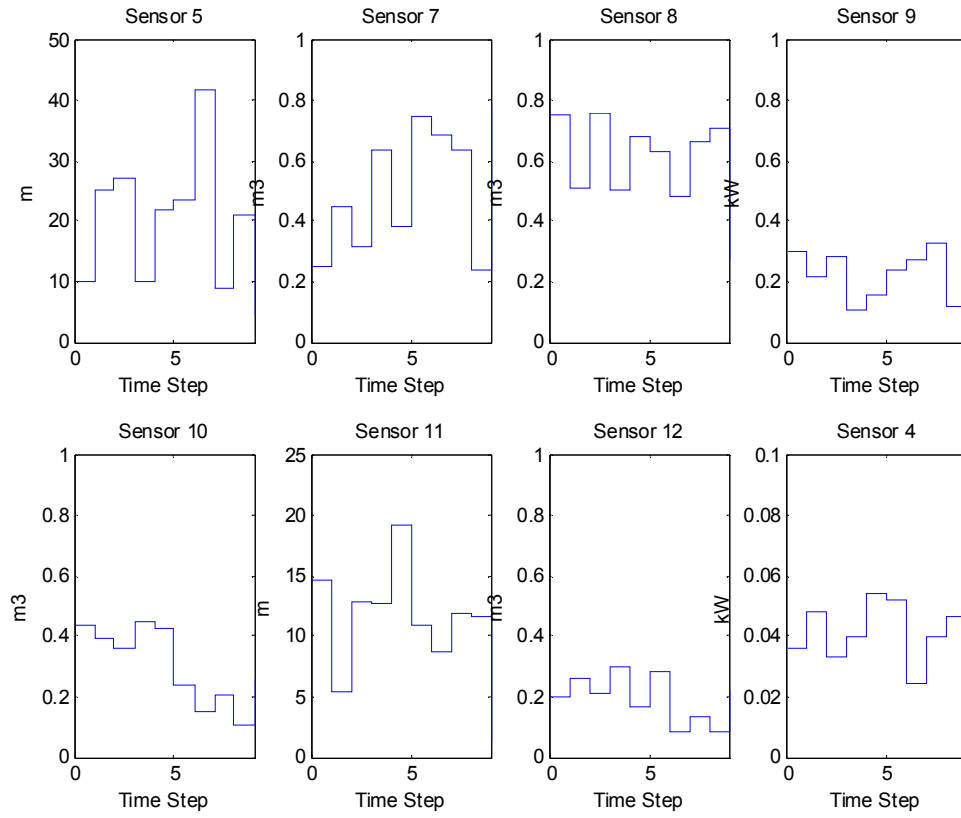 Sensor 5
Sensor 7
Sensor 8
Sensor 9
50
40
30
20
10
0
m
0
5
Time Step
1
0.8
0.6
0.4
0.2
0
m3
0
5
Time Step
1
0.8
0.6
0.4
0.2
0
m3
0
5
Time Step
1
0.8
0.6
0.4
0.2
0
kW
0
5
Time Step
Sensor 10
Sensor 11
Sensor 12
Sensor 4
1
0.8
0.6
0.4
0.2
0
m3
0
5
Time Step
25
20
15
10
5
0
m
0
5
Time Step
1
0.8
0.6
0.4
0.2
0
m3
0
5
Time Step
0.1
0.08
0.06
0.04
0.02
0
kW
0
5
Time Step